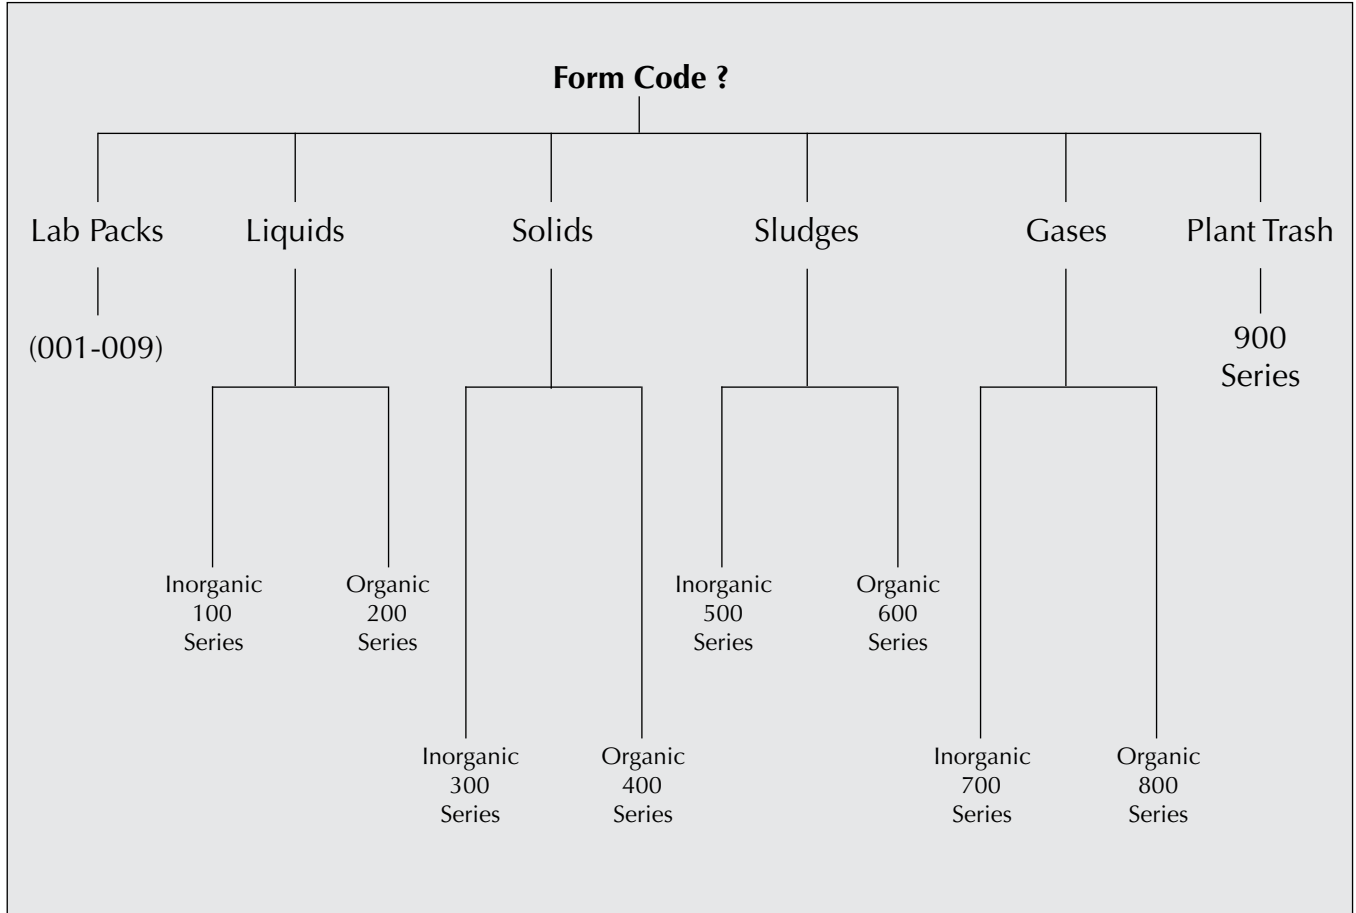 Form Code ?
Lab Packs
Liquids
Solids
Sludges
Gases
Plant Trash
(001-009)
900
Series
Inorganic
100
Series
Organic
200
Series
Inorganic
300
Series
Organic
400
Series
Inorganic
500
Series
Organic
600
Series
Inorganic
700
Series
Organic
800
Series